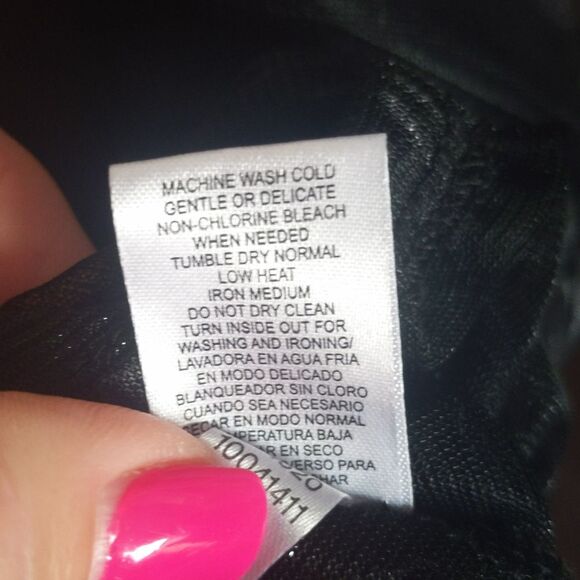 MACHINE WASH COLD
GENTLE OR DELICATE
NON-CHLORINE BLEACH
WHEN NEEDED
TUMBLE DRY NORMAL
LOW HEAT
IRON MEDIUM
DO NOT DRY CLEAN
TURN INSIDE OUT FOR
WASHING AND IRONING/
LAVADORA EN AGUA FRIA
EN MODO DELICADO
BLANQUEADOR SIN CLORO
CUANDO SEA NECESARIO
SECAR EN MODO NORMAL
BAJA
EN SECO
PARA
10041411